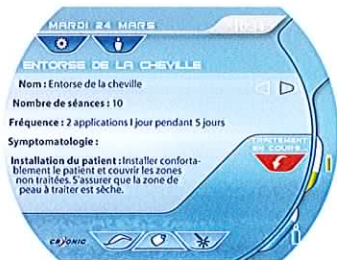 MARDI 24 MARS
ENTORSE DE LA CHEVILLE
Nom : Entorse de la cheville
Nombre de séances : 10
Fréquence : 2 applications l jour pendant 5 jours
Symptomatologie :
TRAITEMENT
EN COURS...
Installation du patient : Installer conforta-
blement le patient et couvrir les zones
non traitées. S'assurer que la zone de
peau à traiter est sèche.
CRYONIC